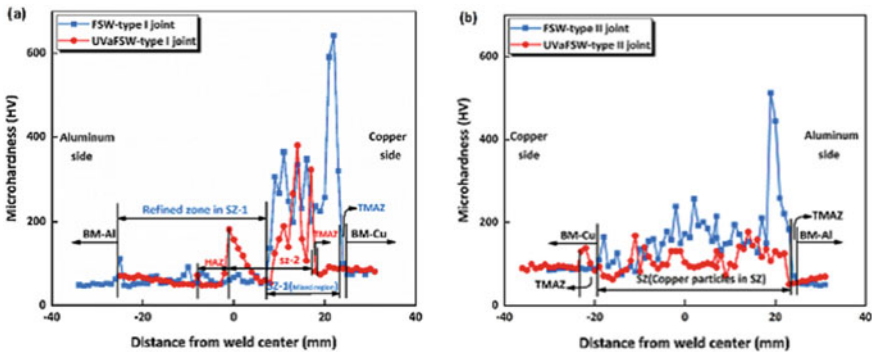 (a)
FSW-type I joint
UVaFSW-type I joint
600
400
200
0
Microhardness (HV)
Aluminum side
Copper side
Refined zone in SZ-1
TMAZ
BM-Al
BM-Cu
HAZ
TMAZ
SZ-2
SZ-1(Mixed region)
-40
-20
0
20
40
Distance from weld center (mm)
(b)
FSW-type II joint
UVaFSW-type II joint
600
400
200
0
Microhardness (HV)
Copper side
Aluminum side
BM-Cu
TMAZ
BM-Al
TMAZ
SZ(Copper particles in SZ)
-40
-20
0
20
40
Distance from weld center (mm)